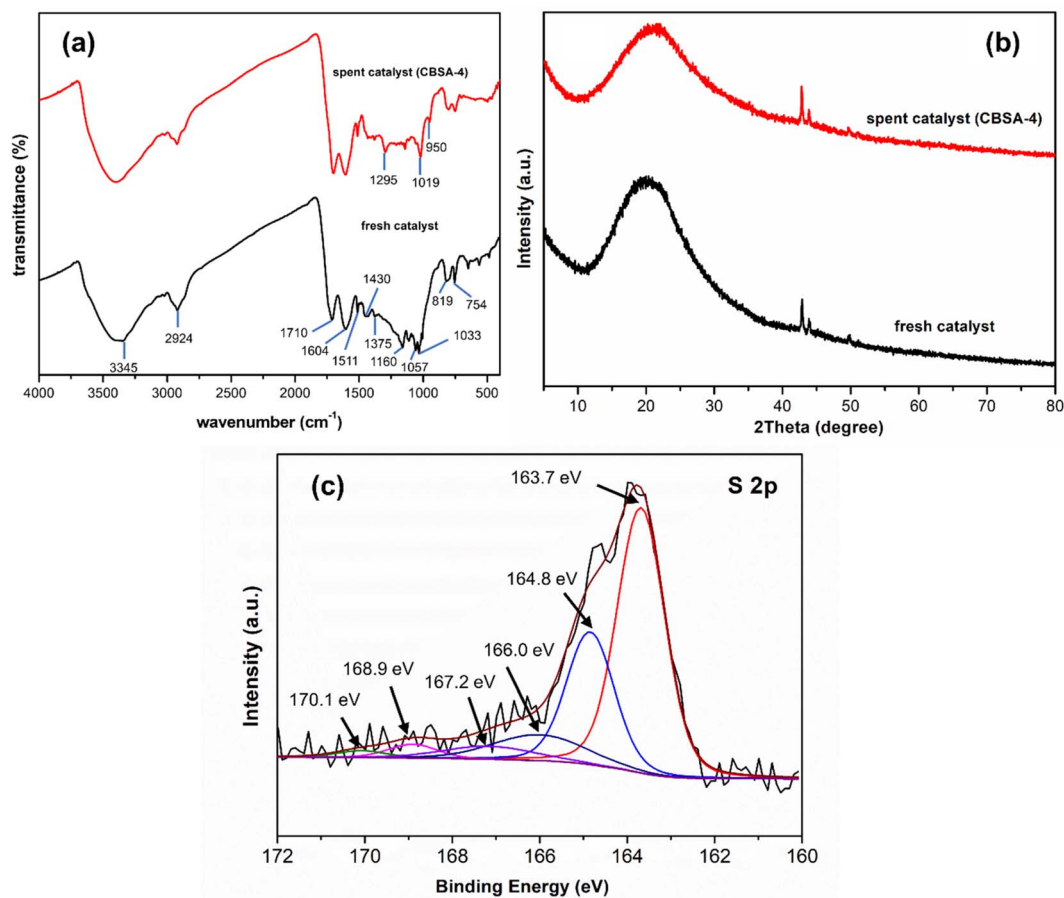 (a)
spent catalyst (CBSA-4)
950
1295
1019
fresh catalyst
1430
819
754
2924
1710
1375
1033
1604
1160
3345
1511
1057
4000 3500 3000 2500 2000 1500 1000 500
wavenumber (cm-1)
transmittance (%)
(b)
spent catalyst (CBSA-4)
fresh catalyst
10 20 30 40 50 60 70 80
2Theta (degree)
Intensity (a.u.)
(c)
163.7 eV
S 2p
164.8 eV
166.0 eV
168.9 eV
167.2 eV
170.1 eV
172 170 168 166 164 162 160
Binding Energy (eV)
Intensity (a.u.)